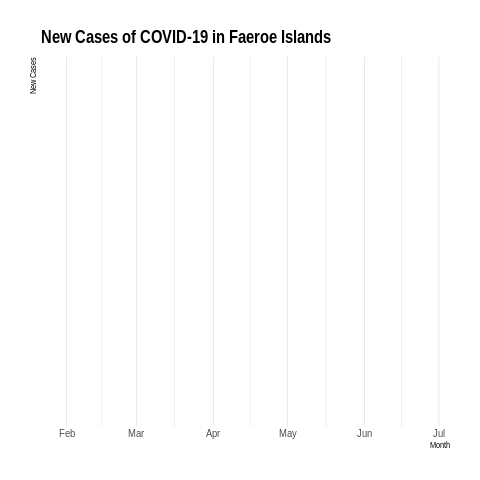 New Cases of COVID-19 in Faeroe Islands
New Cases
Feb Mar Apr May Jun Jul
Month